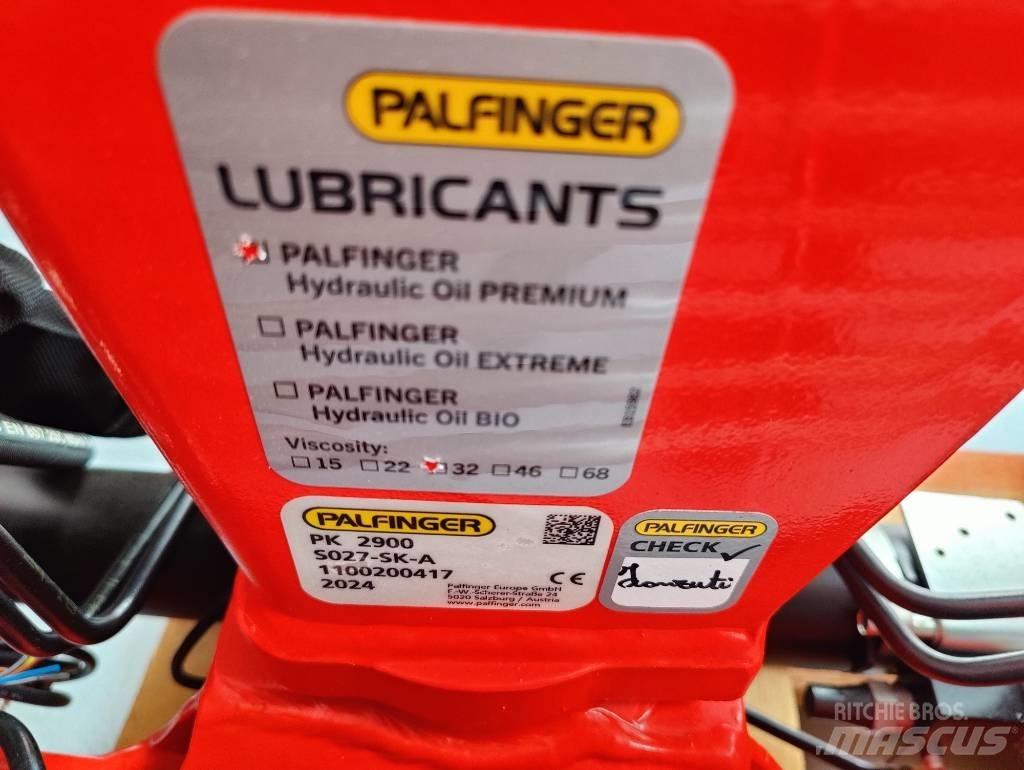 PALFINGER
LUBRICANTS
PALFINGER
Hydraulic Oil PREMIUM
PALFINGER
Hydraulic Oil EXTREME
PALFINGER
Hydraulic Oil BIO
Viscosity:
15 22 32 46 68
PALFINGER
PK 2900
S027-SK-A
1100200417
2024
CE
Palfinger Europe GmbH
F.-W.-Scherer-Straße 24
5020 Salzburg / Austria
www.palfinger.com
PALFINGER
CHECK
RITCHIE BROS.
MASCUS